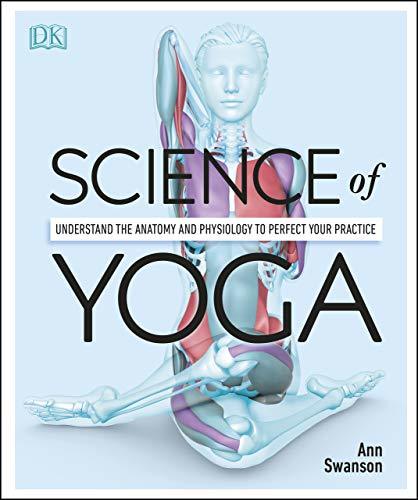 DK
SCIENCE of
UNDERSTAND THE ANATOMY AND PHYSIOLOGY TO PERFECT YOUR PRACTICE
YOGA
Ann
Swanson